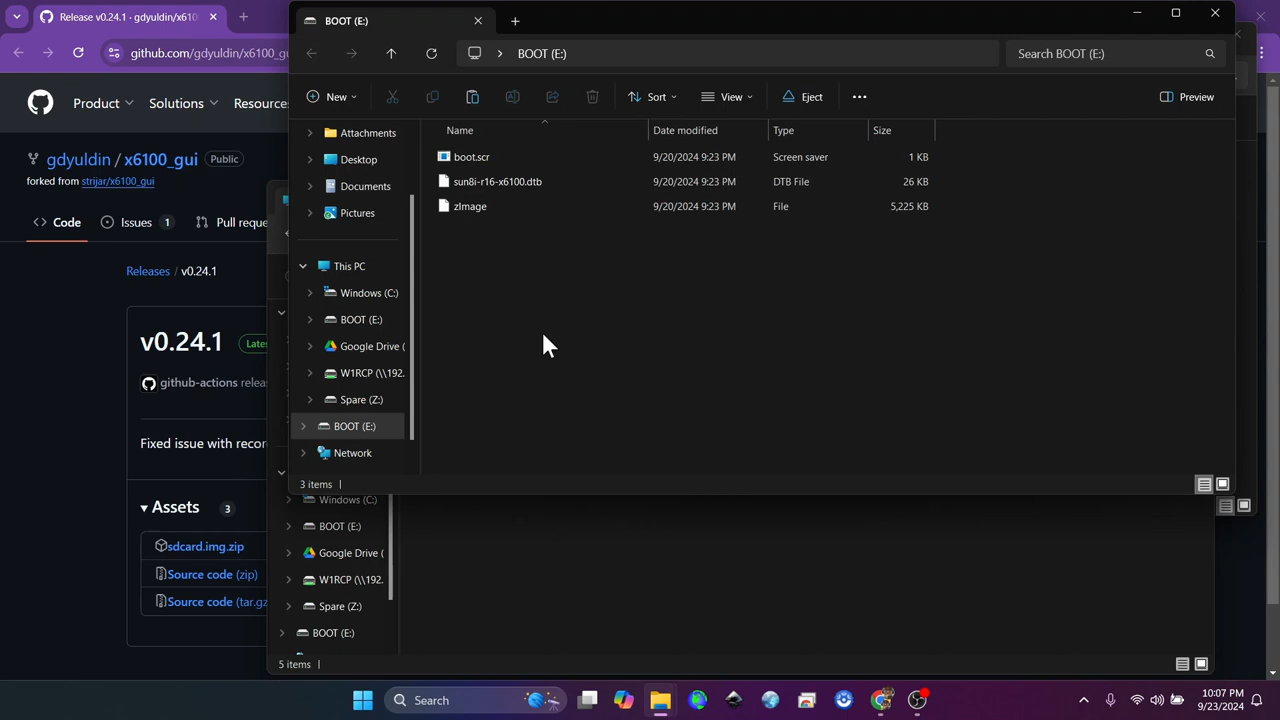 Release v0.24.1 · gdyuldin/x610
BOOT (E:)
github.com/gdyuldin/x6100_gu
BOOT (E:)
Search BOOT (E:)
New
Sort
View
Eject
Preview
Product
Solutions
Resources
Name
Date modified
Type
Size
Attachments
Desktop
Documents
Pictures
boot.scr
9/20/2024 9:23 PM
Screen saver
1 KB
sun8i-r16-x6100.dtb
9/20/2024 9:23 PM
DTB File
26 KB
zImage
9/20/2024 9:23 PM
File
5,225 KB
gdyuldin / x6100_gui
Public
forked from strijar/x6100_gui
Code
Issues
1
Pull reque
Releases / v0.24.1
This PC
Windows (C:)
BOOT (E:)
Google Drive (
W1RCP (\\192.
Spare (Z:)
BOOT (E:)
Network
3 items
v0.24.1
Lates
github-actions relea
Fixed issue with recor
Assets
3
sdcard.img.zip
Source code (zip)
Source code (tar.gz
Windows (C:)
BOOT (E:)
Google Drive (
W1RCP (\\192.
Spare (Z:)
BOOT (E:)
5 items
Search
10:07 PM
9/23/2024